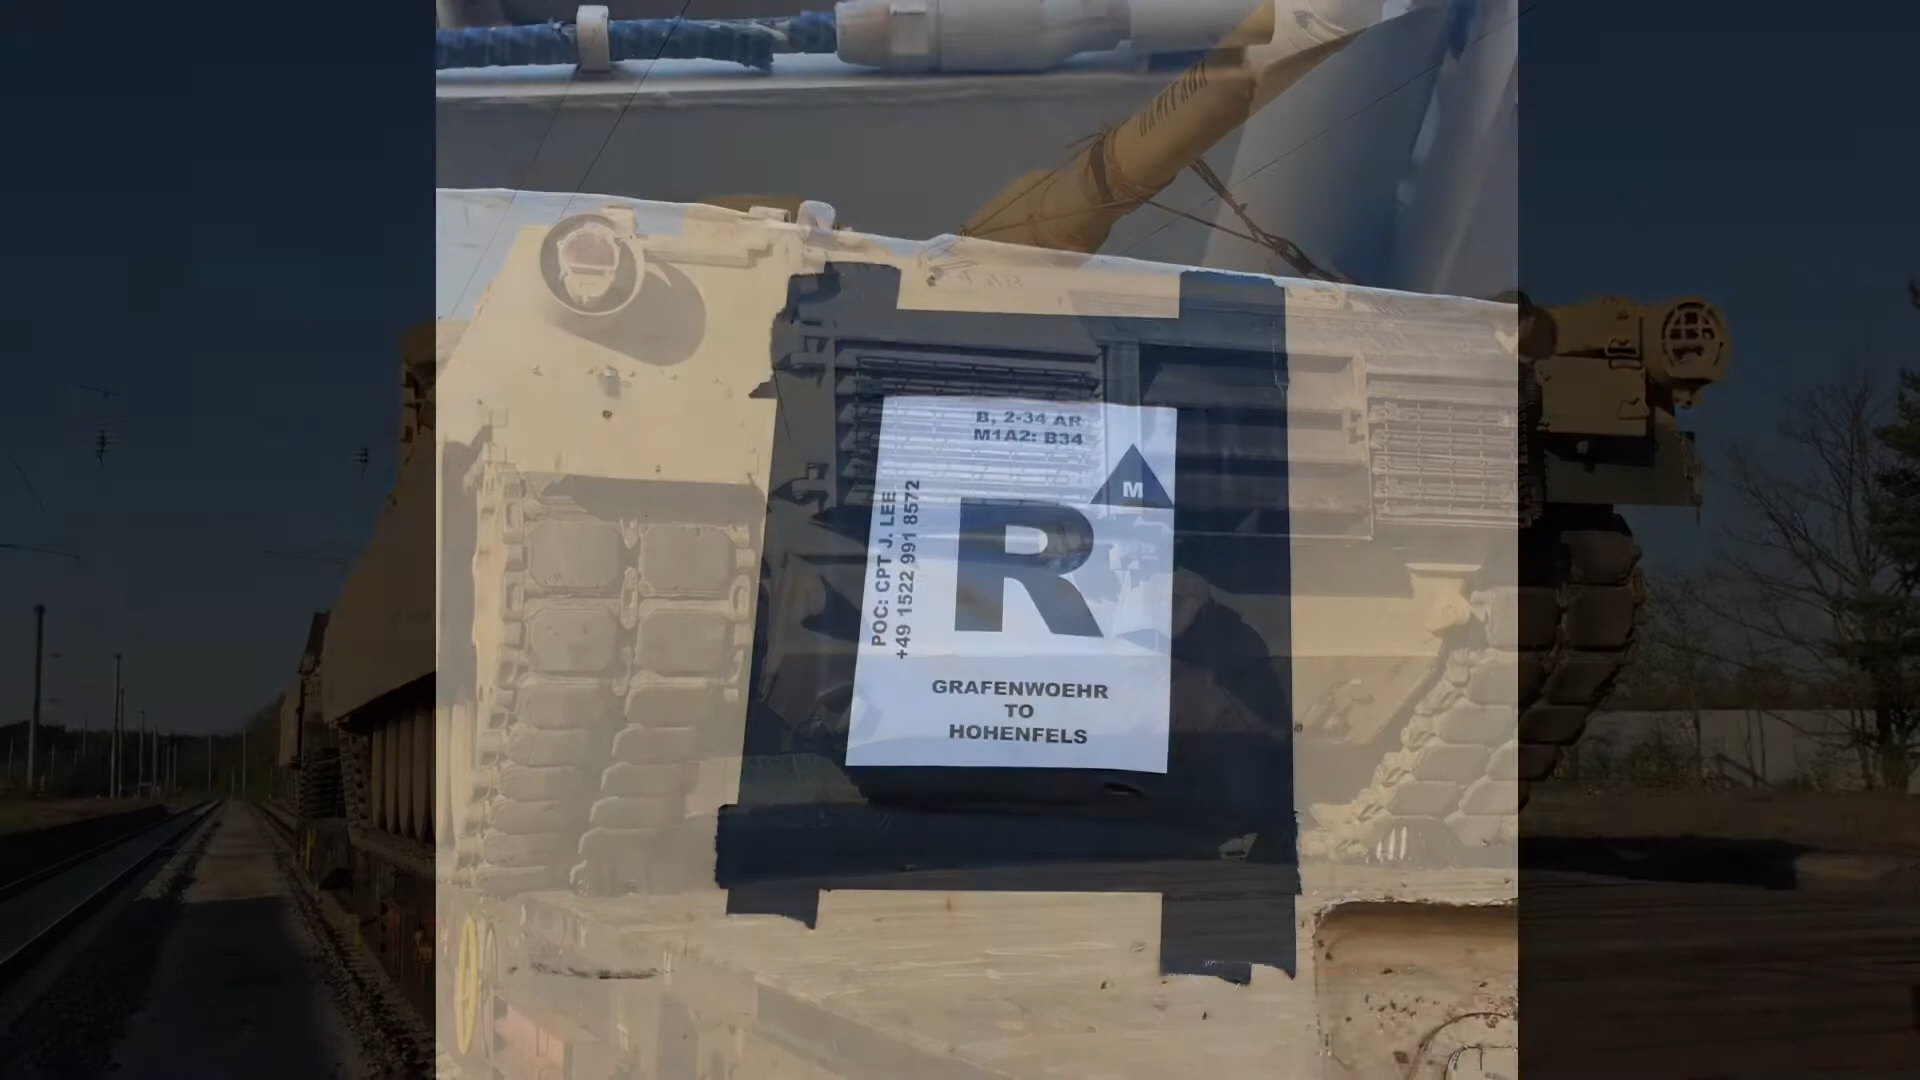 B, 2-34 AR
M1A2: B34
M
R
POC: CPT J. LEE
+49 1522 991 8572
GRAFENWOEHR
TO
HOHENFELS